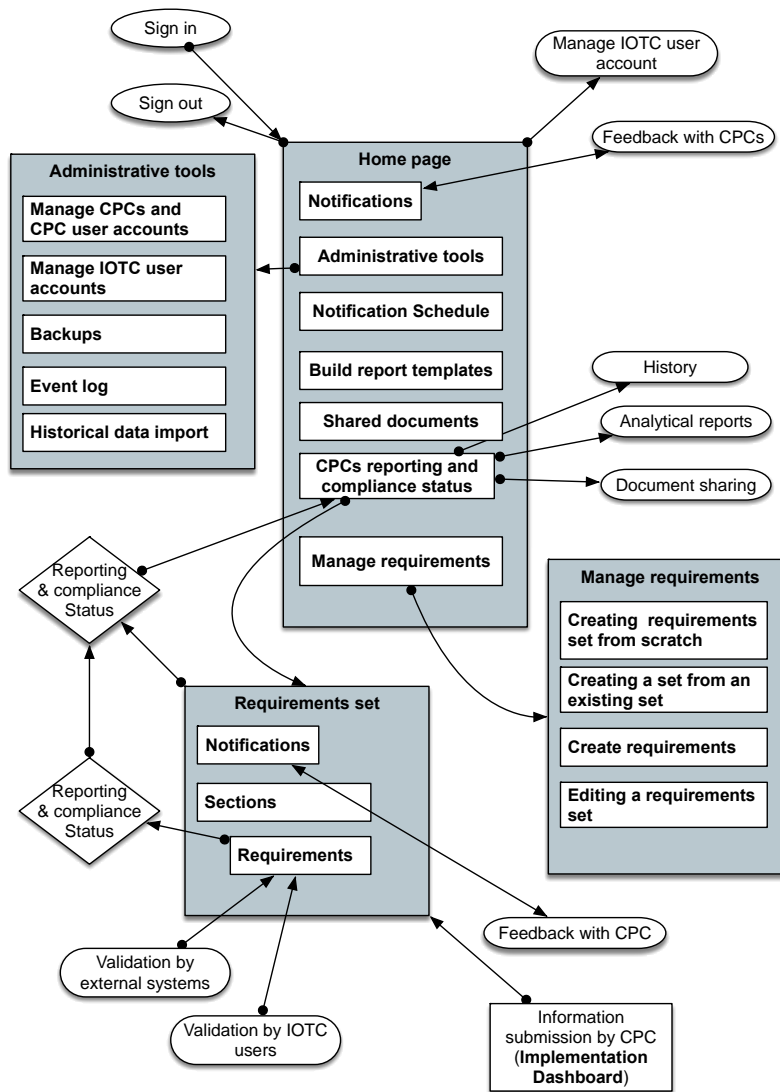 Sign in
Manage IOTC user
account
Sign out
Feedback with CPCs
Home page
Notifications
Administrative tools
Notification Schedule
Build report templates
Shared documents
CPCs reporting and
compliance status
Manage requirements
Administrative tools
Manage CPCs and
CPC user accounts
Manage IOTC user
accounts
Backups
Event log
Historical data import
History
Analytical reports
Document sharing
Reporting
& compliance
Status
Manage requirements
Creating requirements
set from scratch
Creating a set from an
existing set
Create requirements
Editing a requirements
set
Requirements set
Notifications
Sections
Requirements
Reporting
& compliance
Status
Feedback with CPC
Validation by
external systems
Validation by IOTC
users
Information
submission by CPC
(Implementation
Dashboard)